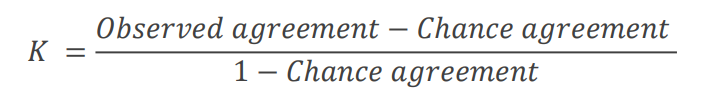 K = Observed agreement − Chance agreement
1 − Chance agreement